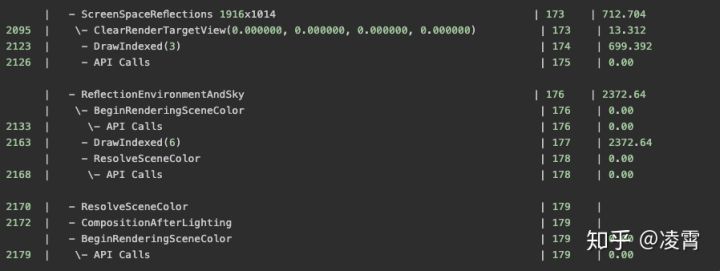 | - ScreenSpaceReflections 1916x1014 | 173 | 712.704
2095 | \- ClearRenderTargetView(0.000000, 0.000000, 0.000000, 0.000000) | 173 | 13.312
2123 | - DrawIndexed(3) | 174 | 699.392
2126 | - API Calls | 175 | 0.00
| - ReflectionEnvironmentAndSky | 176 | 2372.64
| \- BeginRenderingSceneColor | 176 | 0.00
2133 | \- API Calls | 176 | 0.00
2163 | - DrawIndexed(6) | 177 | 2372.64
| - ResolveSceneColor | 178 | 0.00
2168 | \- API Calls | 178 | 0.00
2170 | - ResolveSceneColor | 179 |
2172 | - CompositionAfterLighting | 179 |
| - BeginRenderingSceneColor | 179 | 0.00
2179 | \- API Calls | 179 | 0.00
知乎 @凌霄